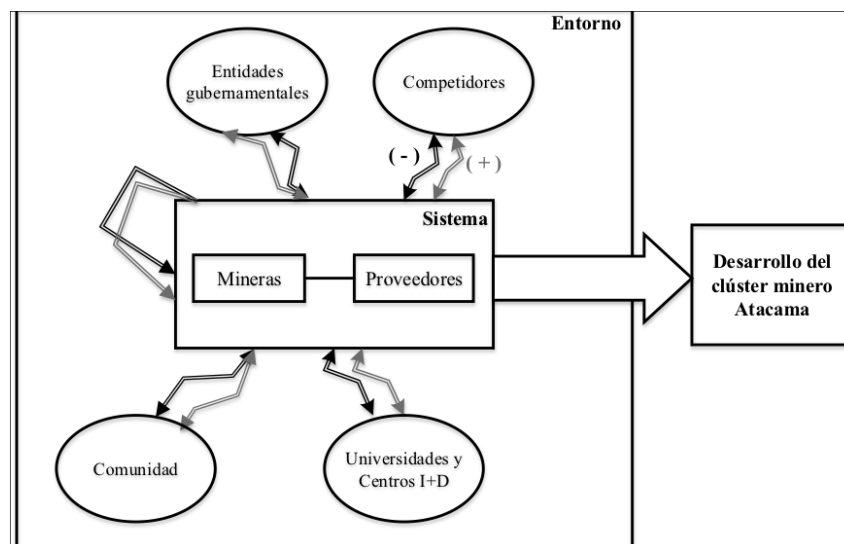 Entorno
Entidades
gubernamentales
Competidores
( - )
( + )
Sistema
Mineras
Proveedores
Desarrollo del
clúster minero
Atacama
Comunidad
Universidades y
Centros I+D